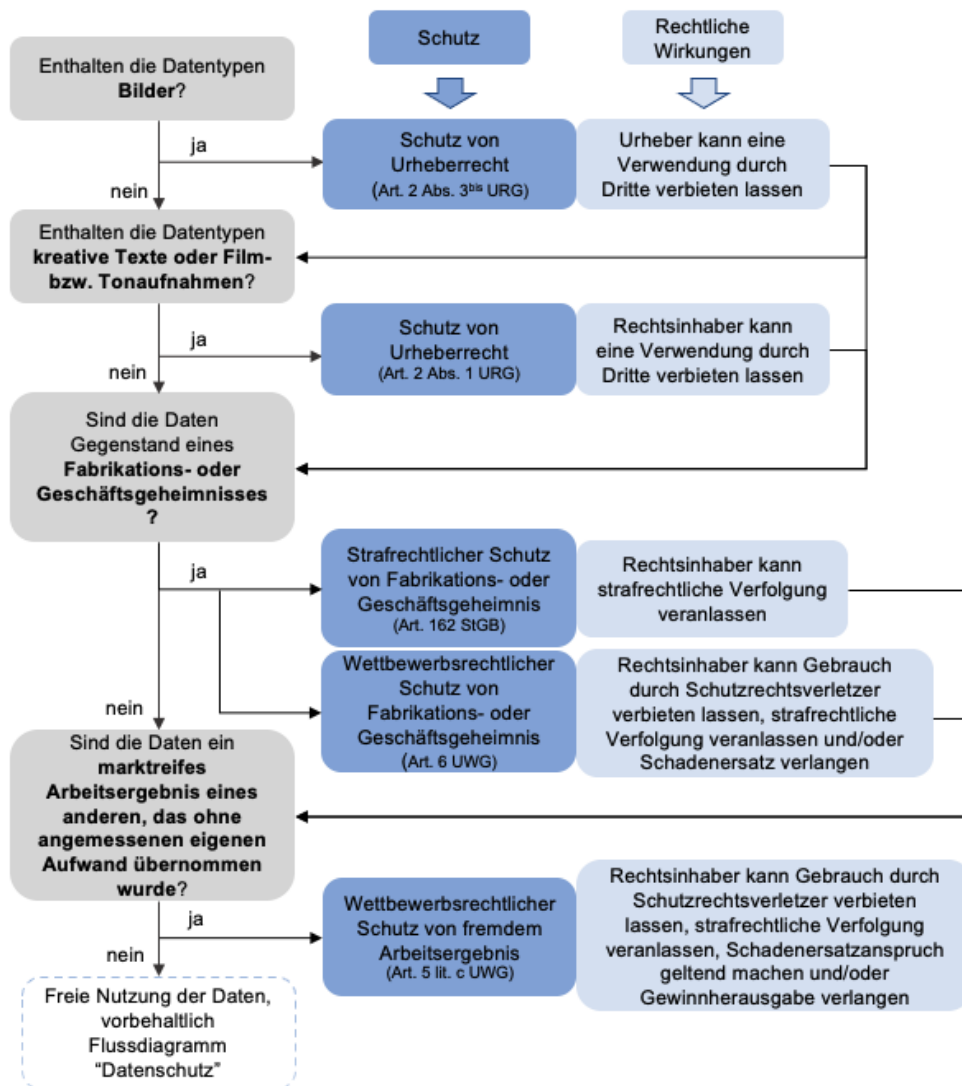 Schutz
Rechtliche
Wirkungen
Enthalten die Datentypen
Bilder?
ja
nein
Schutz von
Urheberrecht
(Art. 2 Abs. 3bis URG)
Urheber kann eine
Verwendung durch
Dritte verbieten lassen
Enthalten die Datentypen
kreative Texte oder Film-
bzw. Tonaufnahmen?
ja
nein
Schutz von
Urheberrecht
(Art. 2 Abs. 1 URG)
Rechtsinhaber kann
eine Verwendung durch
Dritte verbieten lassen
Sind die Daten
Gegenstand eines
Fabrikations- oder
Geschäftsgeheimnisses
?
ja
nein
Strafrechtlicher Schutz
von Fabrikations- oder
Geschäftsgeheimnis
(Art. 162 StGB)
Rechtsinhaber kann
strafrechtliche Verfolgung
veranlassen
Wettbewerbsrechtlicher
Schutz von
Fabrikations- oder
Geschäftsgeheimnis
(Art. 6 UWG)
Rechtsinhaber kann Gebrauch
durch Schutzrechtsverletzer
verbieten lassen, strafrechtliche
Verfolgung veranlassen und/oder
Schadenersatz verlangen
Sind die Daten ein
marktreifes
Arbeitsergebnis eines
anderen, das ohne
angemessenen eigenen
Aufwand übernommen
wurde?
ja
nein
Wettbewerbsrechtlicher
Schutz von fremdem
Arbeitsergebnis
(Art. 5 lit. c UWG)
Rechtsinhaber kann Gebrauch durch
Schutzrechtsverletzer verbieten
lassen, strafrechtliche Verfolgung
veranlassen, Schadenersatzanspruch
geltend machen und/oder
Gewinnherausgabe verlangen
Freie Nutzung der Daten,
vorbehaltlich
Flussdiagramm
“Datenschutz”